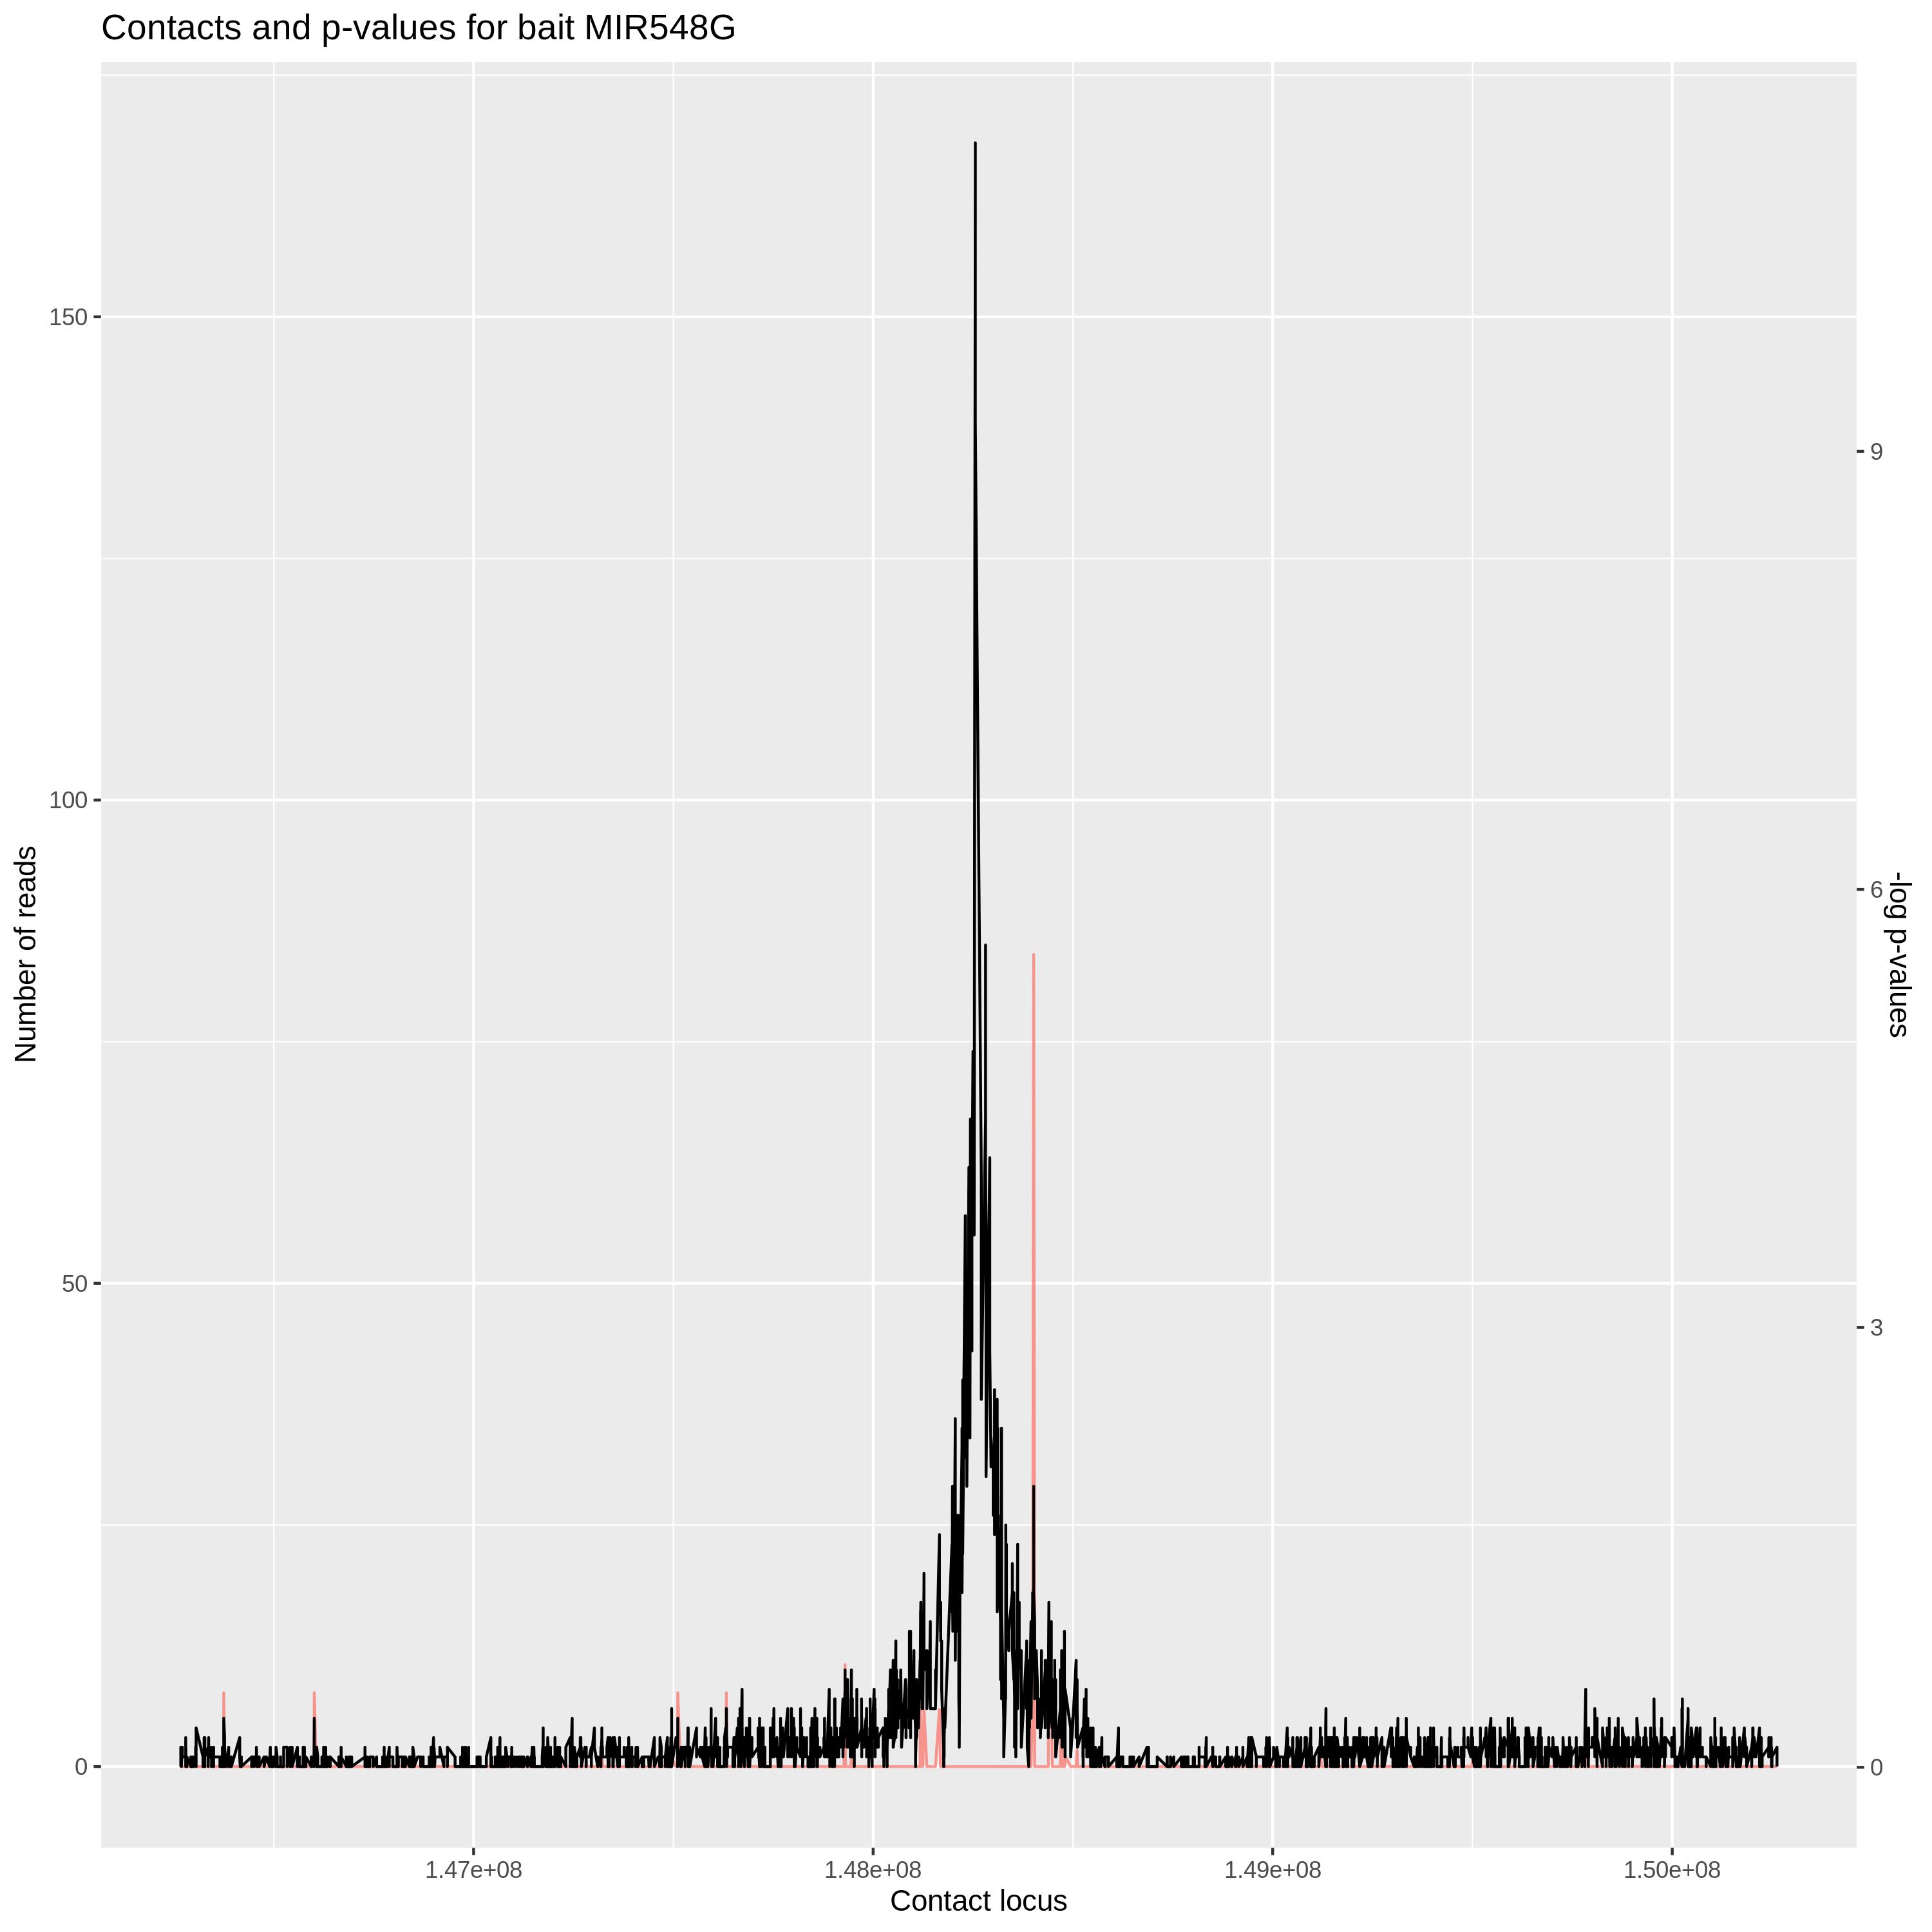 Contacts and p-values for bait MIR548G
150
100
50
0
Number of reads
9
6
3
0
-log p-values
1.47e+08 1.48e+08 1.49e+08 1.50e+08
Contact locus